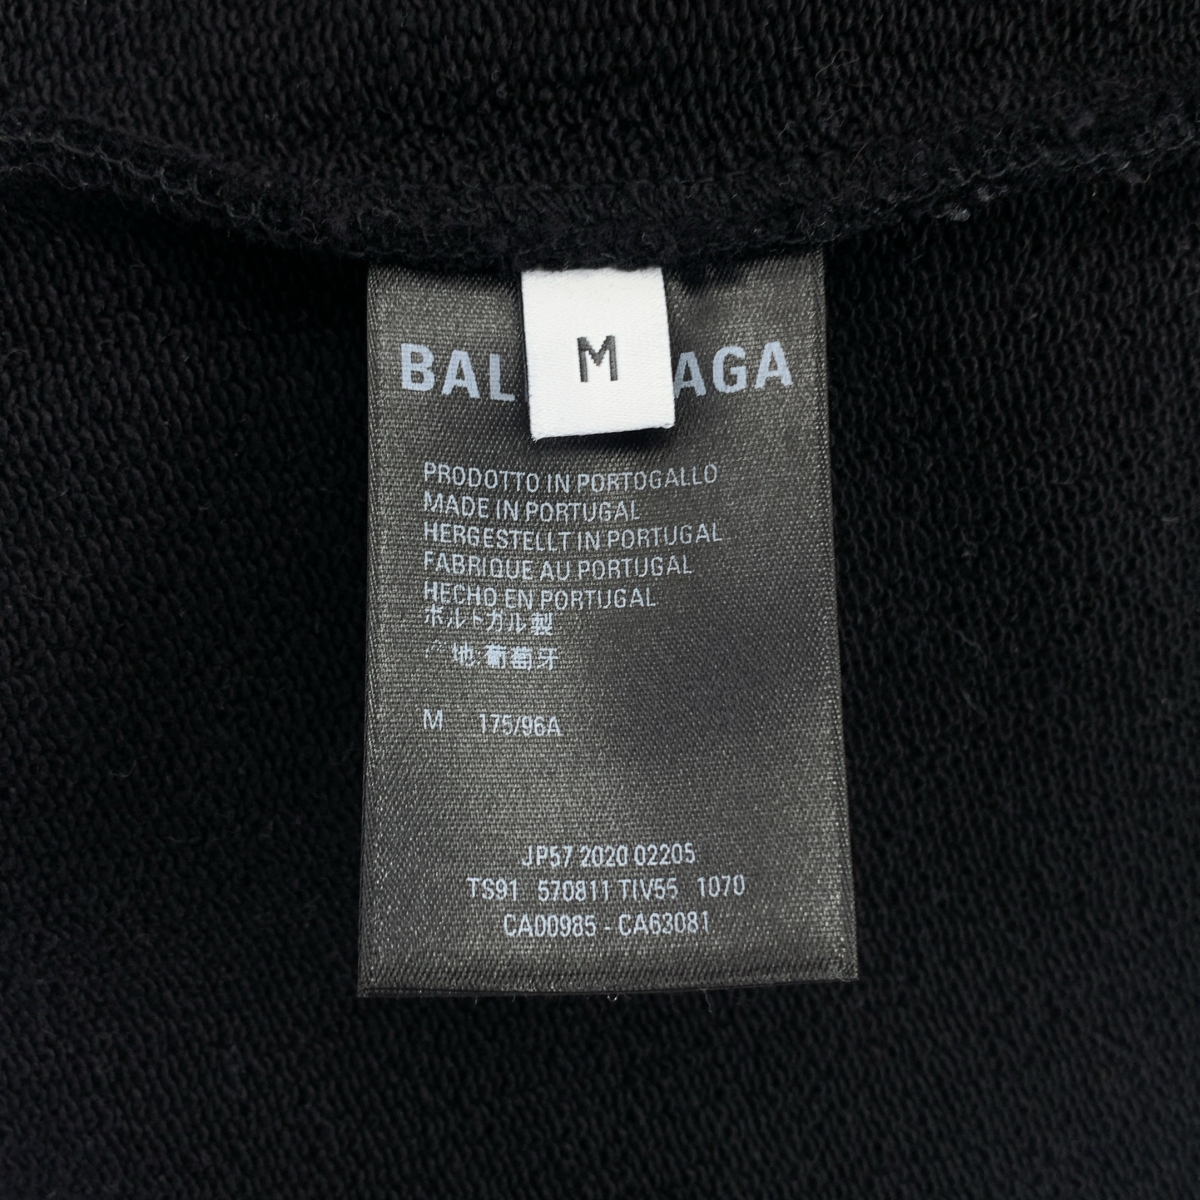 M
BAL AGA
PRODOTTO IN PORTOGALLO
MADE IN PORTUGAL
HERGESTELLT IN PORTUGAL
FABRIQUE AU PORTUGAL
HECHO EN PORTUGAL
ポルトガル製
地 葡萄牙
M 175/96A
JP57 2020 02205
TS91 570811 TIV55 1070
CA00985 - CA63081